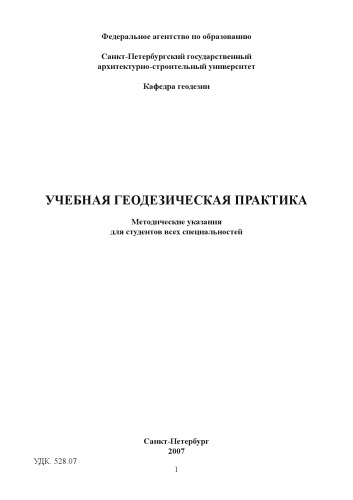 Федеральное агентство по образованию
Санкт-Петербургский государственный
архитектурно-строительный университет
Кафедра геодезии
УЧЕБНАЯ ГЕОДЕЗИЧЕСКАЯ ПРАКТИКА
Методические указания
для студентов всех специальностей
Санкт-Петербург
2007
УДК. 528.07
1